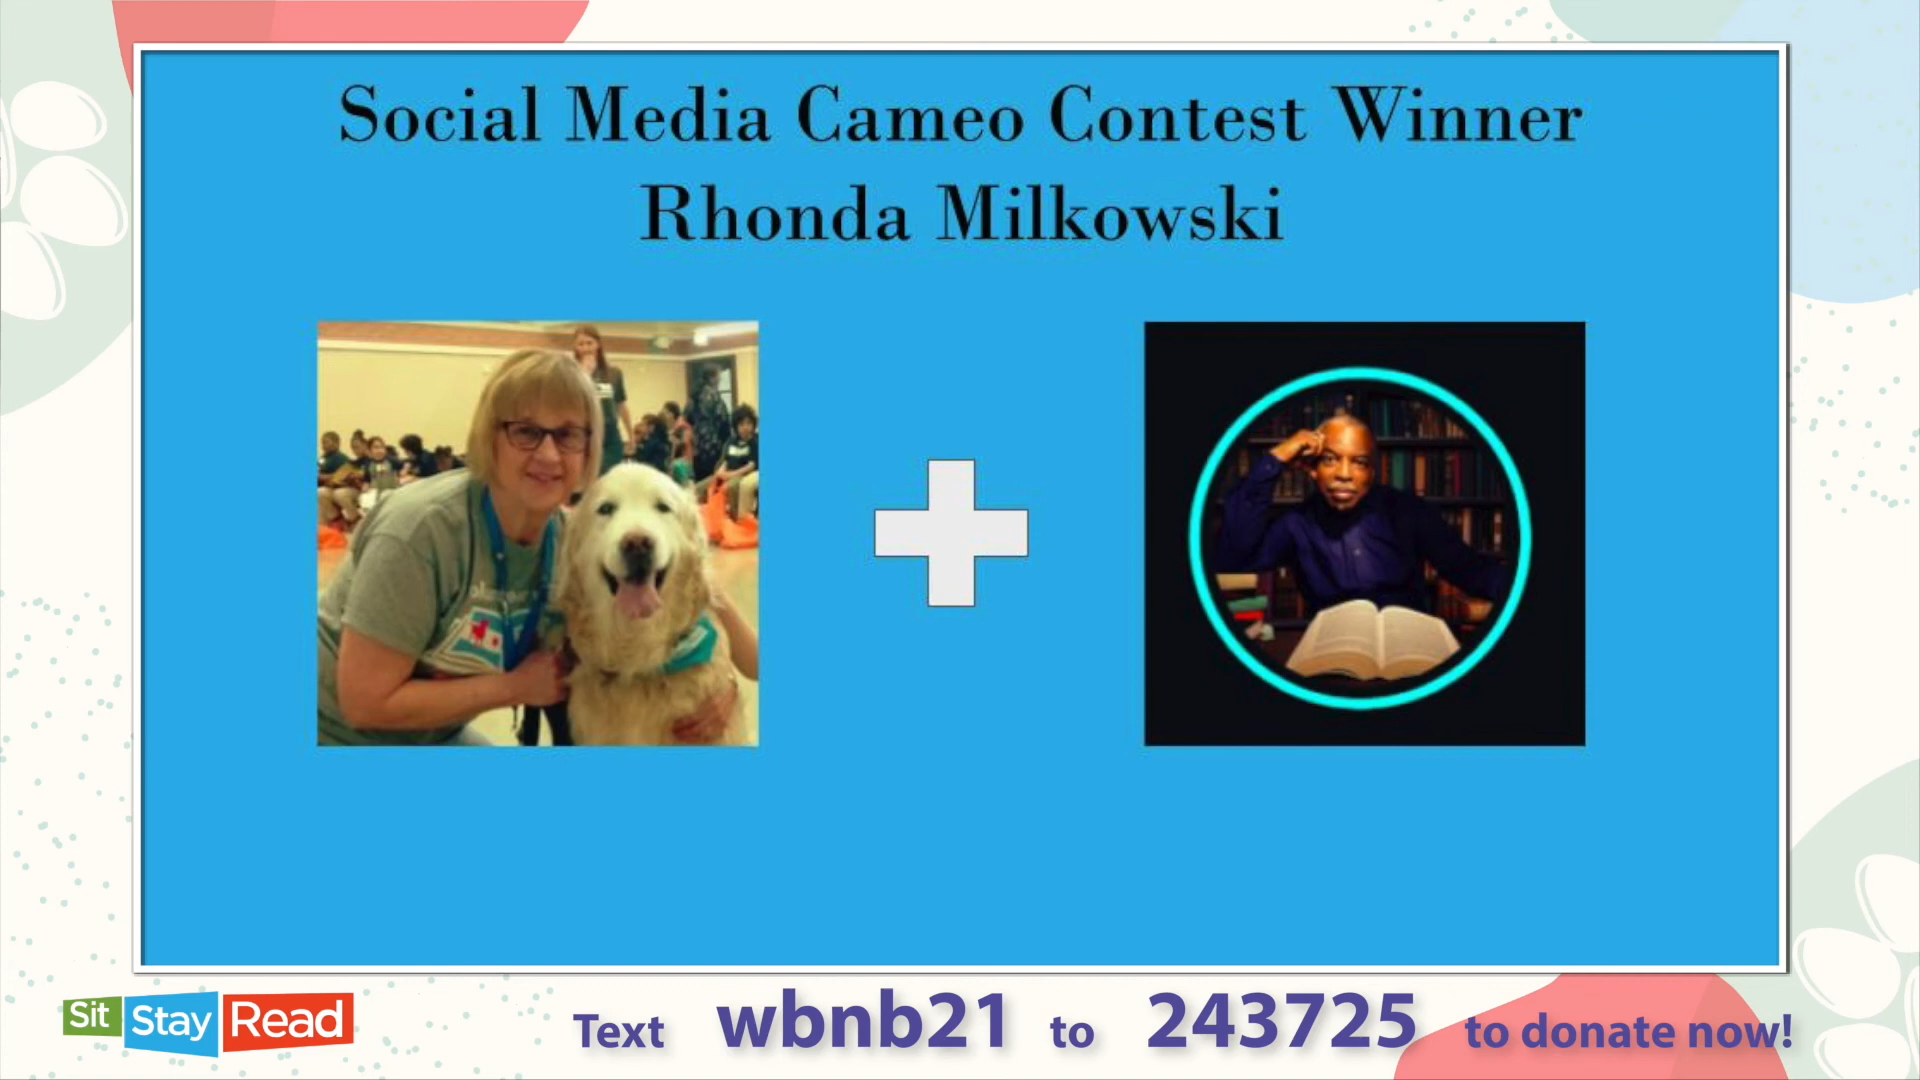 Social Media Cameo Contest Winner
Rhonda Milkowski
Sit Stay Read
Text wbnb21 to 243725 to donate now!